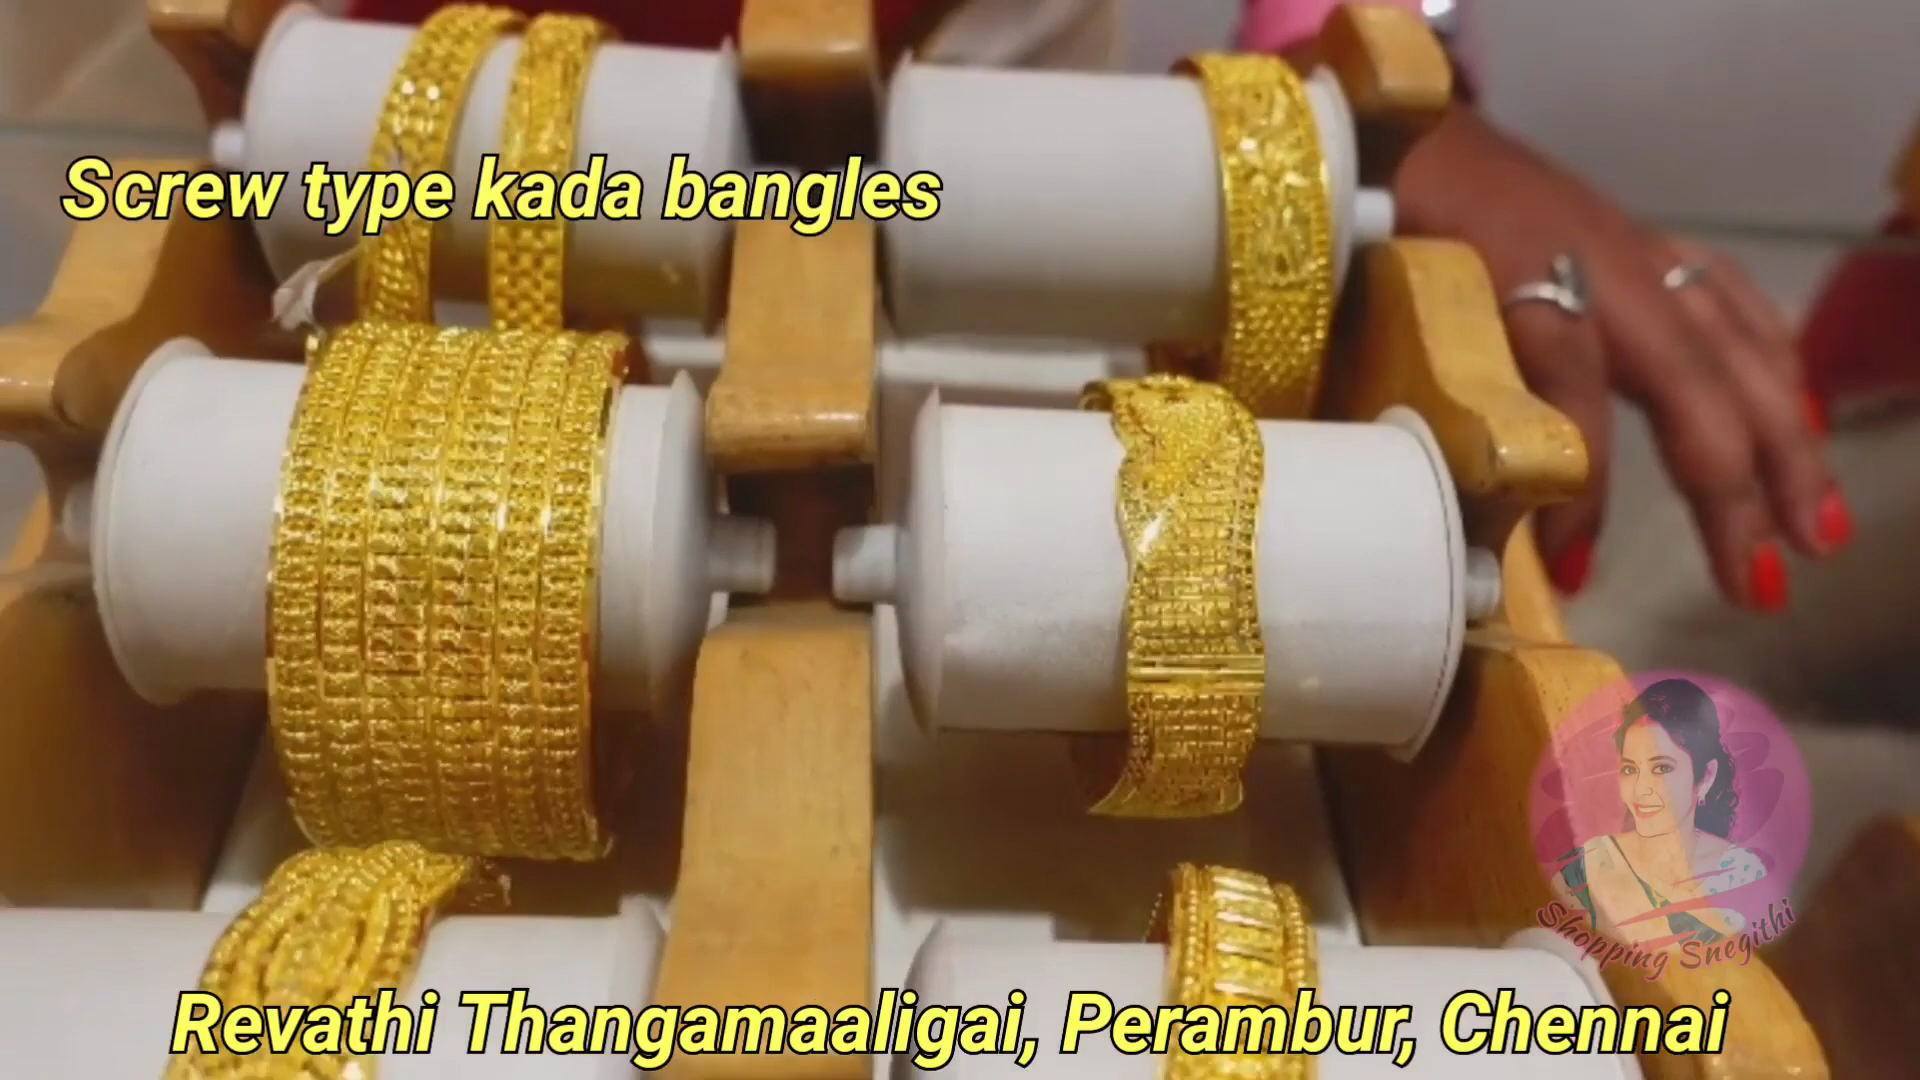 Screw type kada bangles
Shopping Snegithi
Revathi Thangamaaligai, Perambur, Chennai